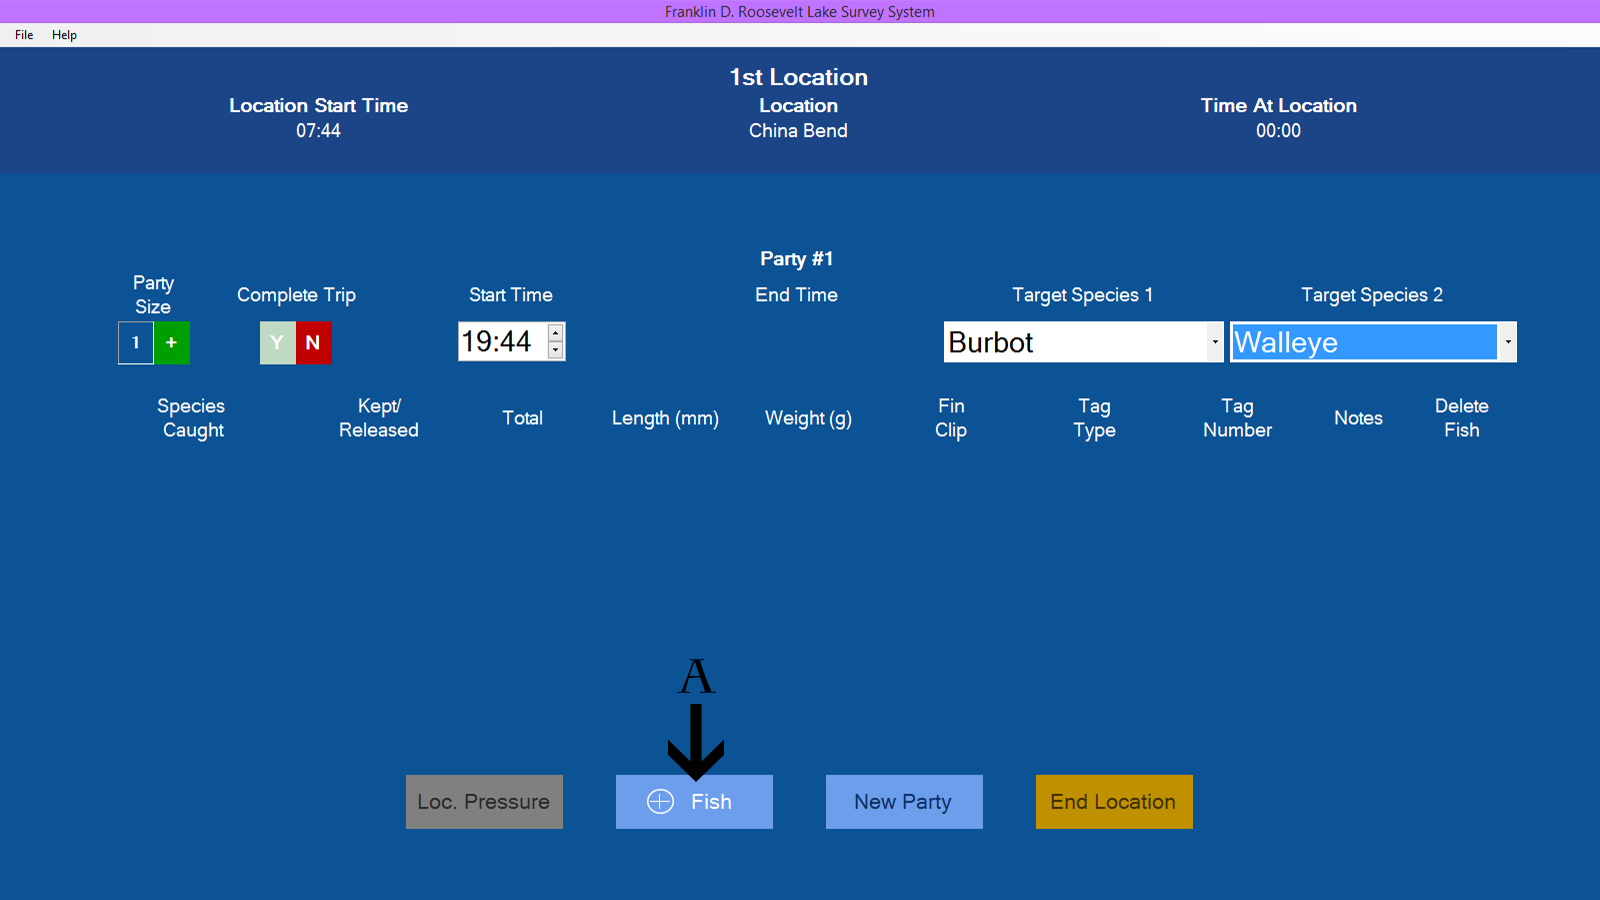 Franklin D. Roosevelt Lake Survey System
File Help
1st Location
Location Start Time Location Time At Location
07:44 China Bend 00:00
Party #1
Party Size Complete Trip Start Time End Time Target Species 1 Target Species 2
1 + Y N 19:44 Burbot Walleye
Species Caught Kept/ Released Total Length (mm) Weight (g) Fin Clip Tag Type Tag Number Notes Delete Fish
A
Loc. Pressure Fish New Party End Location